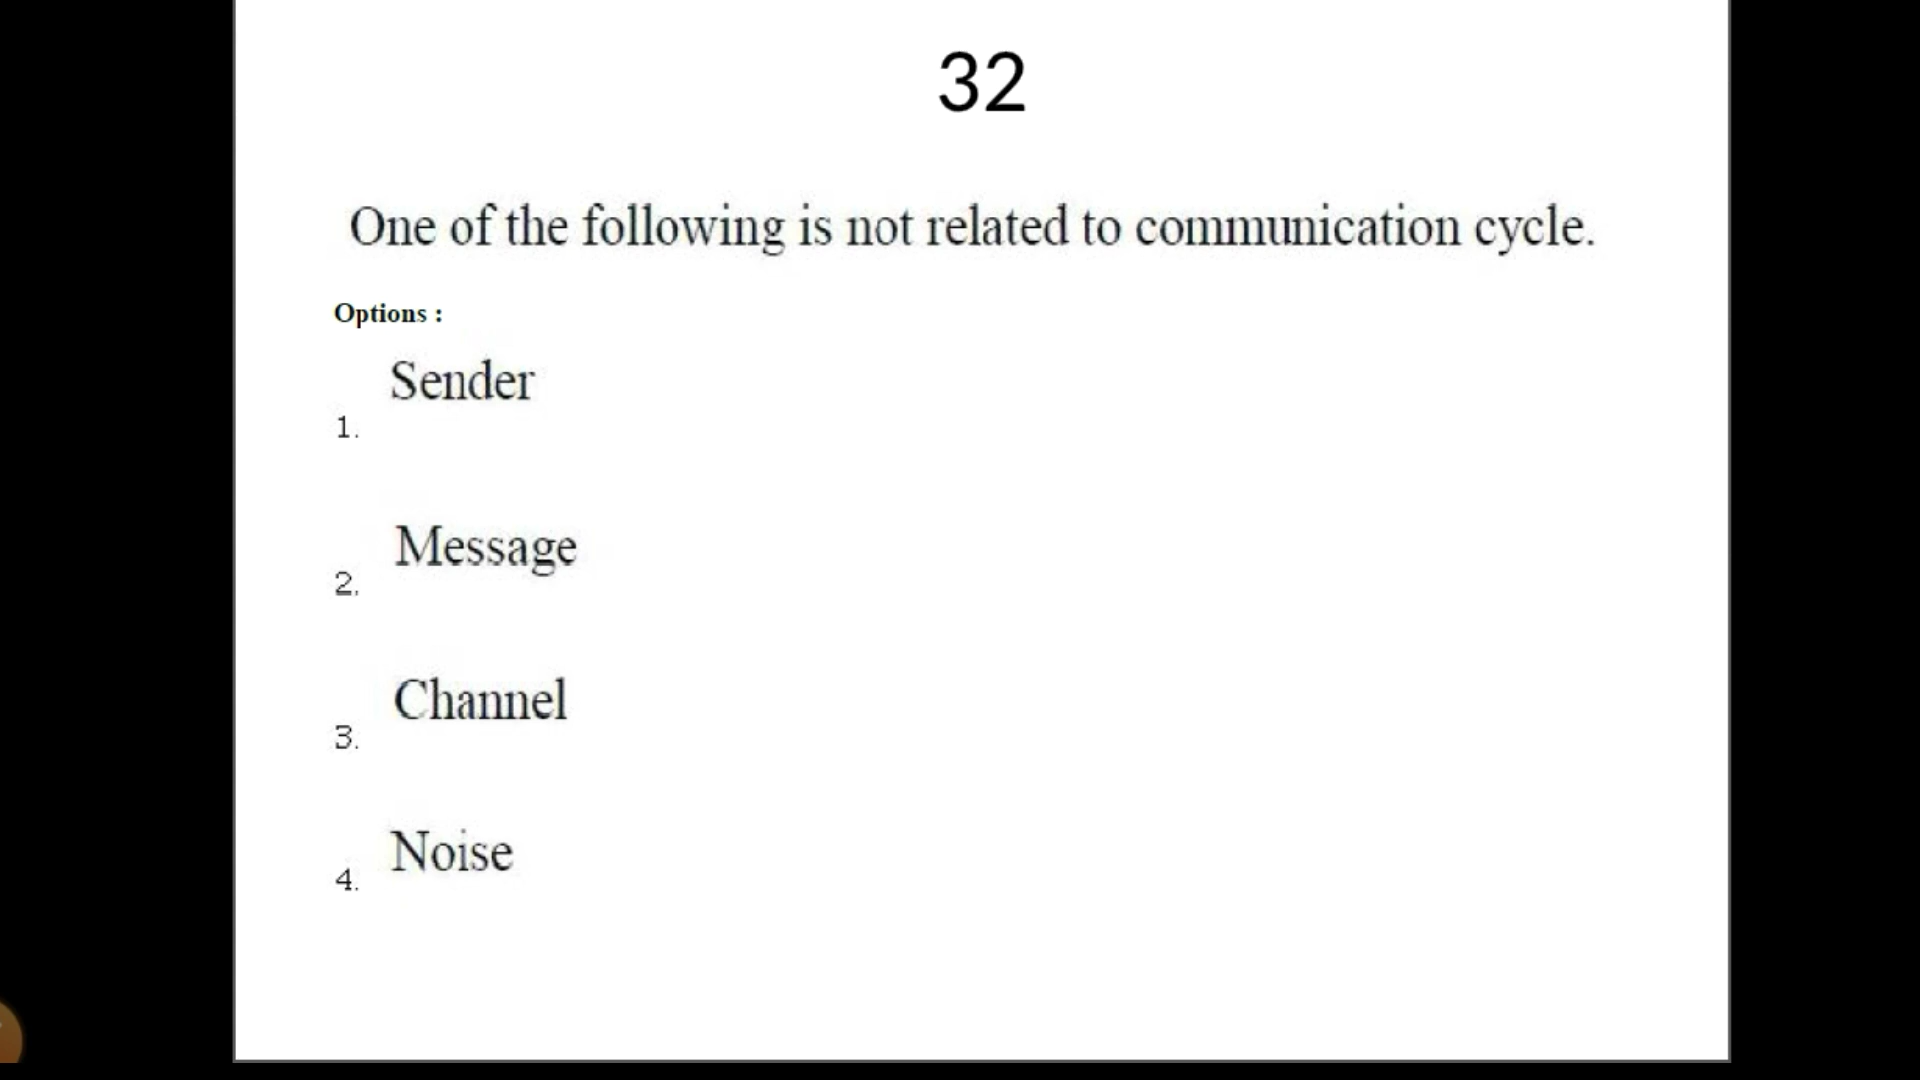 32
One of the following is not related to communication cycle.
Options :
Sender
1.
Message
2.
Channel
3.
Noise
4.